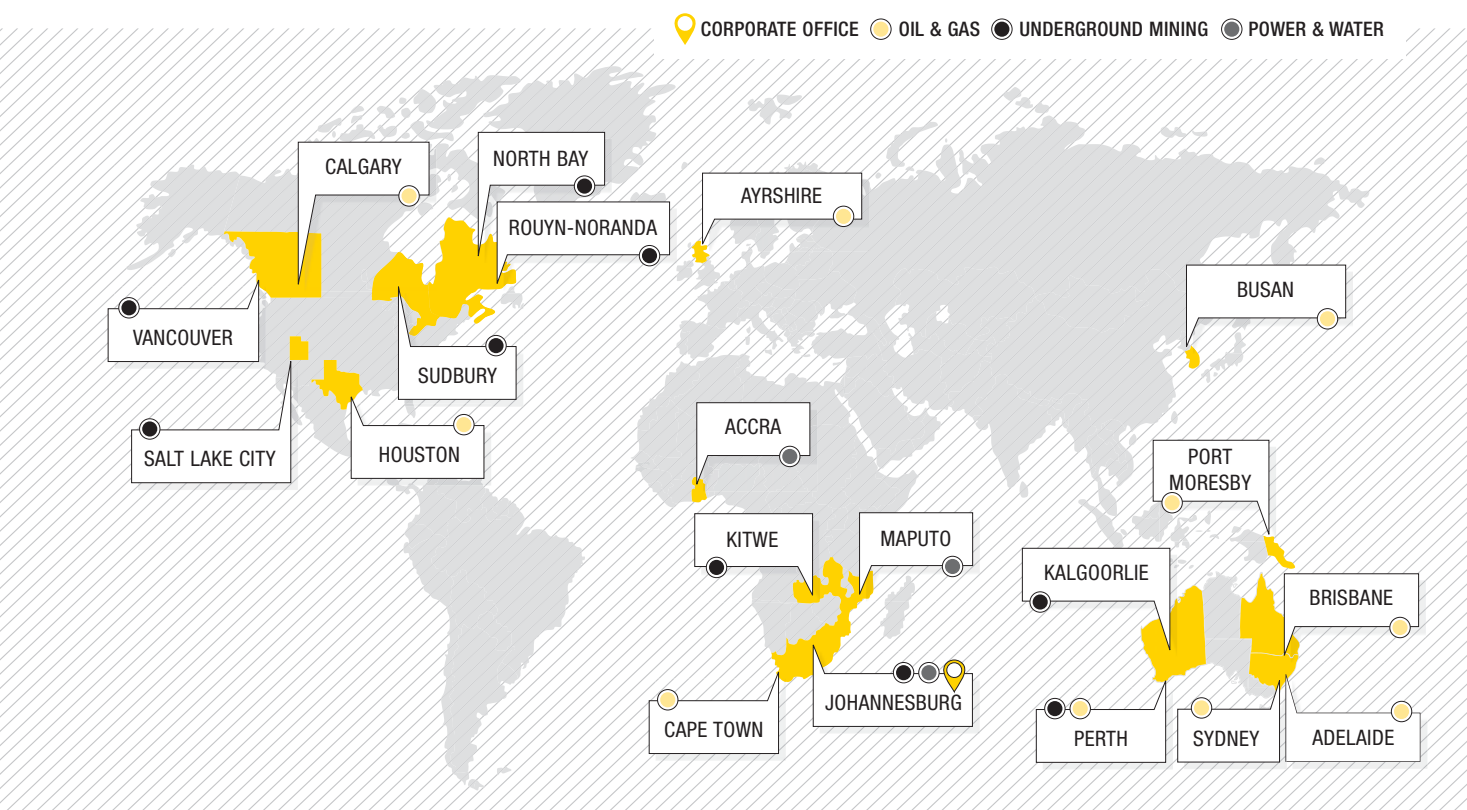 CORPORATE OFFICE OIL & GAS UNDERGROUND MINING POWER & WATER
CALGARY
NORTH BAY
ROUYN-NORANDA
AYRSHIRE
BUSAN
VANCOUVER
SUDBURY
SALT LAKE CITY
HOUSTON
ACCRA
PORT
MORESBY
KITWE
MAPUTO
KALGOORLIE
BRISBANE
CAPE TOWN
JOHANNESBURG
PERTH
SYDNEY
ADELAIDE